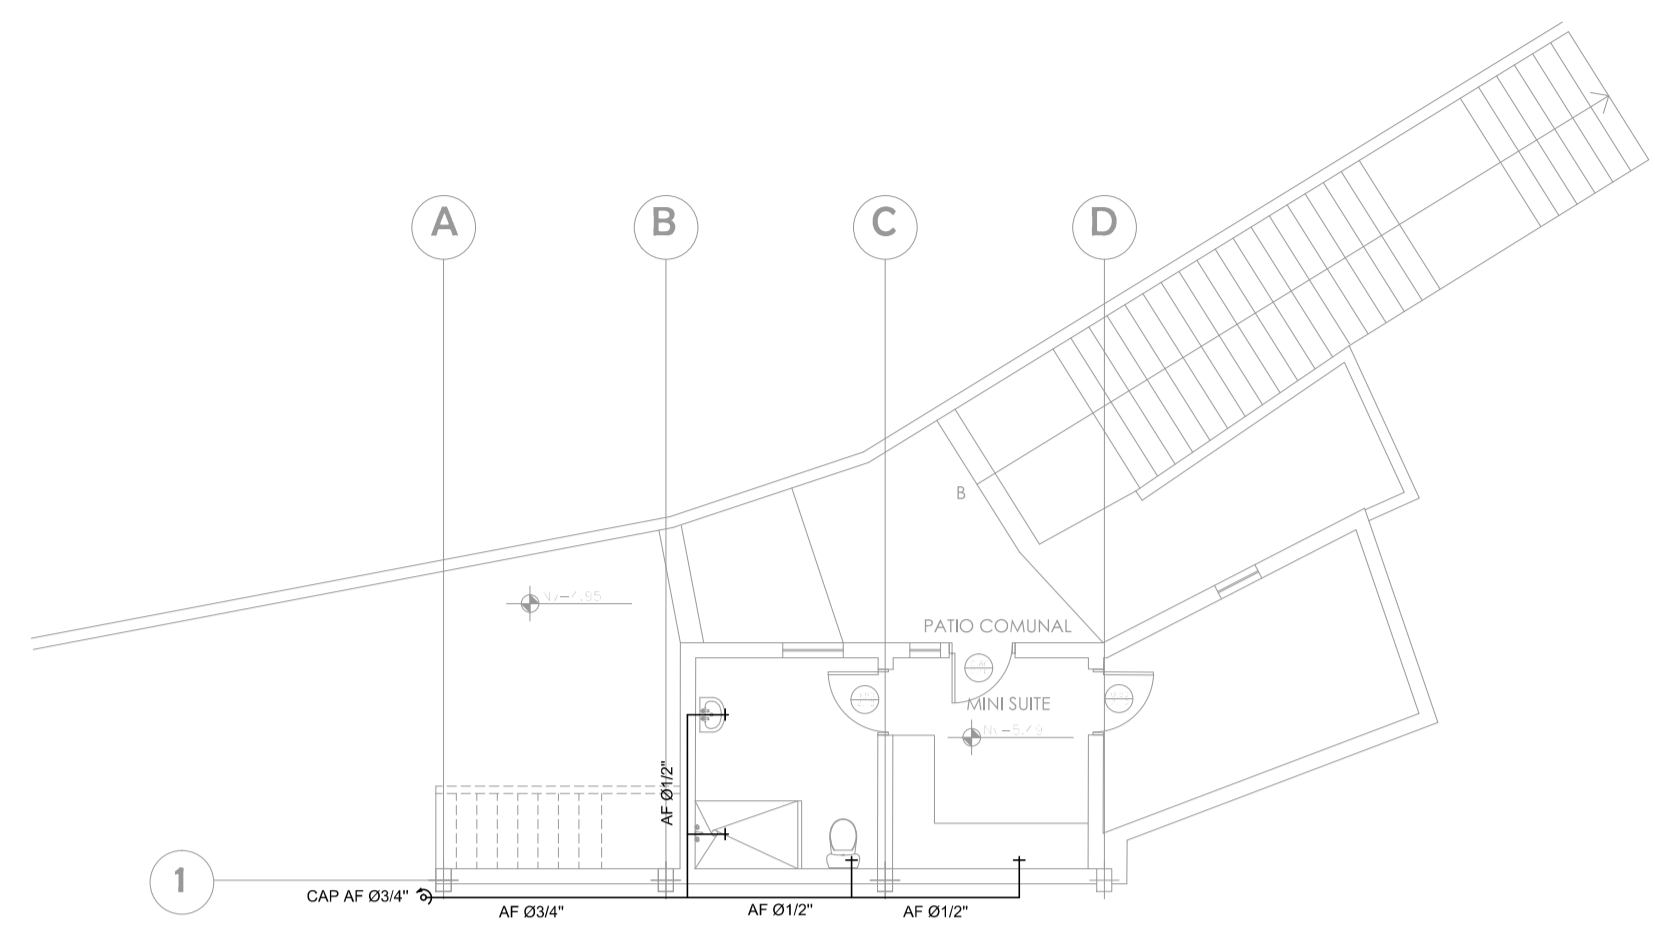 A
B
C
D
B
PATIO COMUNAL
MINI SUITE
AF Ø1/2"
1
CAP AF Ø3/4"
AF Ø3/4"
AF Ø1/2"
AF Ø1/2"